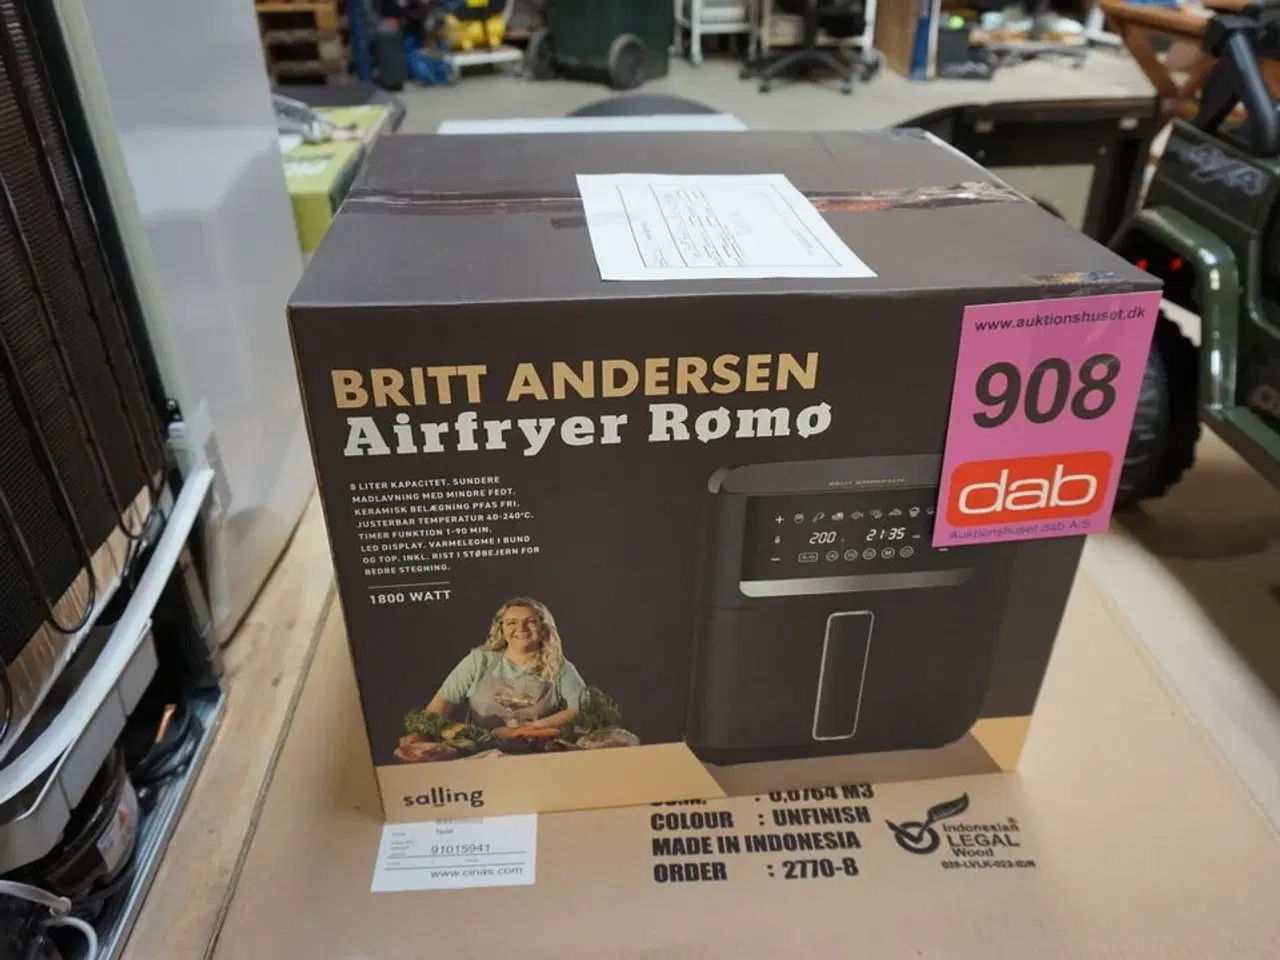 www.auktionshuset.dk
908
dab
Auktionshuset dab A/S
BRITT ANDERSEN
Airfryer Rømø
8 LITER KAPACITET. SUNDERE
MADLAVNING MED MINDRE FEDT.
KERAMISK BELÆGNING PFAS FRI.
JUSTERBAR TEMPERATUR 40-240°C.
TIMER FUNKTION 1-90 MIN.
LED DISPLAY. VARMELEGME I BUND
OG TOP. INKL. RIST I STØBEJERN FOR
BEDRE STEGNING.
1800 WATT
BRITT ANDERSEN
200
21:35
salling
91015941
www.cinas.com
: 0,0764 M3
COLOUR : UNFINISH
MADE IN INDONESIA
ORDER : 2770-8
Indonesian
LEGAL
Wood